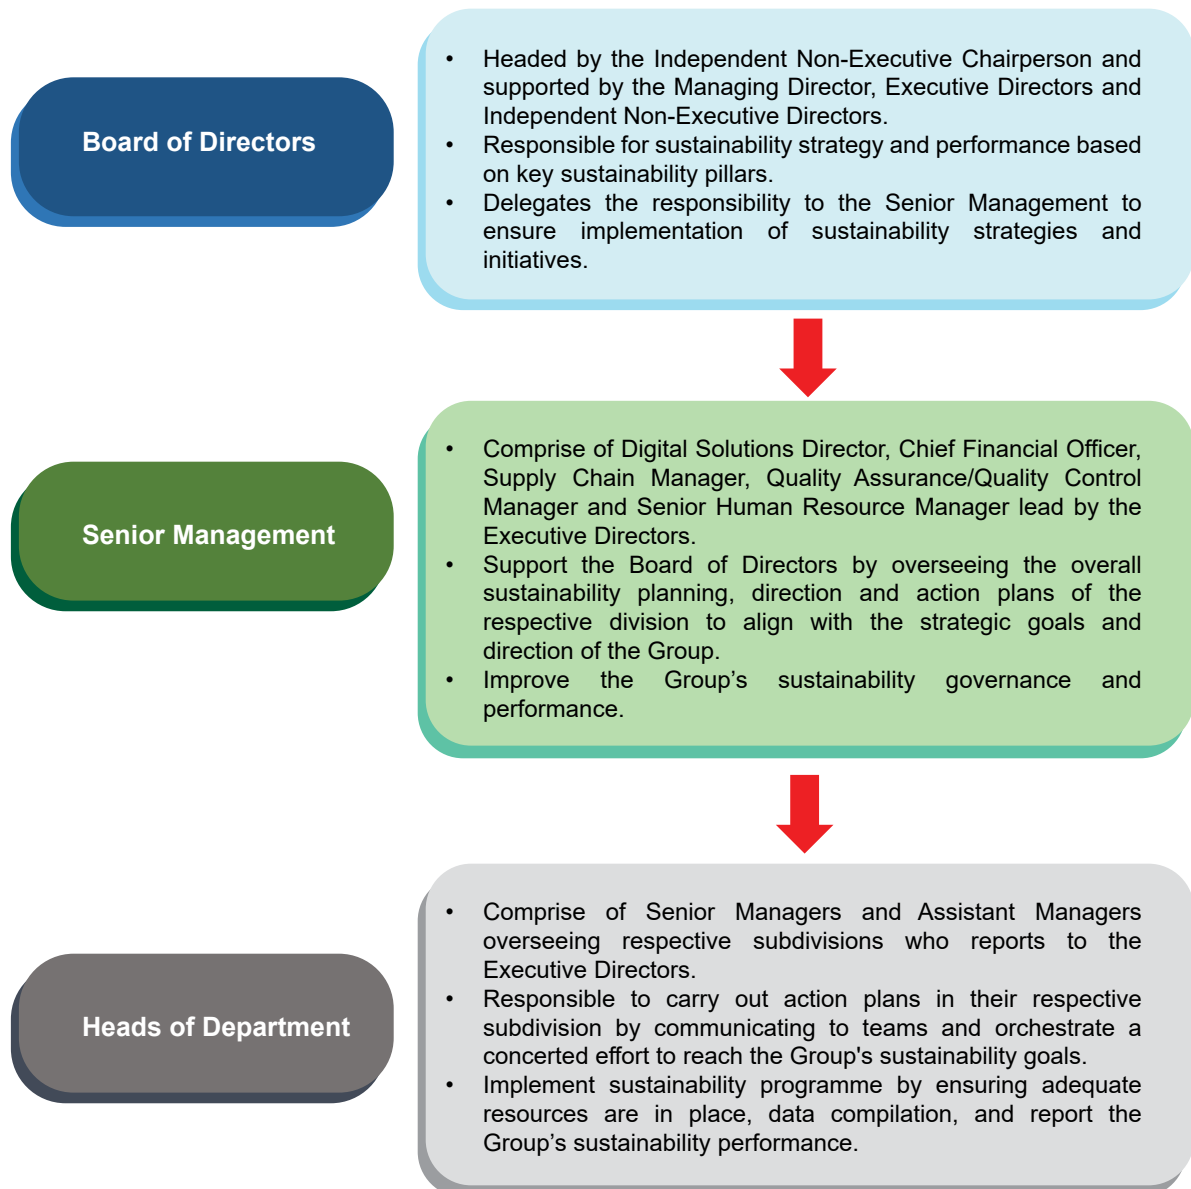 Board of Directors
• Headed by the Independent Non-Executive Chairperson and
supported by the Managing Director, Executive Directors and
Independent Non-Executive Directors.
• Responsible for sustainability strategy and performance based
on key sustainability pillars.
• Delegates the responsibility to the Senior Management to
ensure implementation of sustainability strategies and
initiatives.
Senior Management
• Comprise of Digital Solutions Director, Chief Financial Officer,
Supply Chain Manager, Quality Assurance/Quality Control
Manager and Senior Human Resource Manager lead by the
Executive Directors.
• Support the Board of Directors by overseeing the overall
sustainability planning, direction and action plans of the
respective division to align with the strategic goals and
direction of the Group.
• Improve the Group’s sustainability governance and
performance.
Heads of Department
• Comprise of Senior Managers and Assistant Managers
overseeing respective subdivisions who reports to the
Executive Directors.
• Responsible to carry out action plans in their respective
subdivision by communicating to teams and orchestrate a
concerted effort to reach the Group's sustainability goals.
• Implement sustainability programme by ensuring adequate
resources are in place, data compilation, and report the
Group’s sustainability performance.